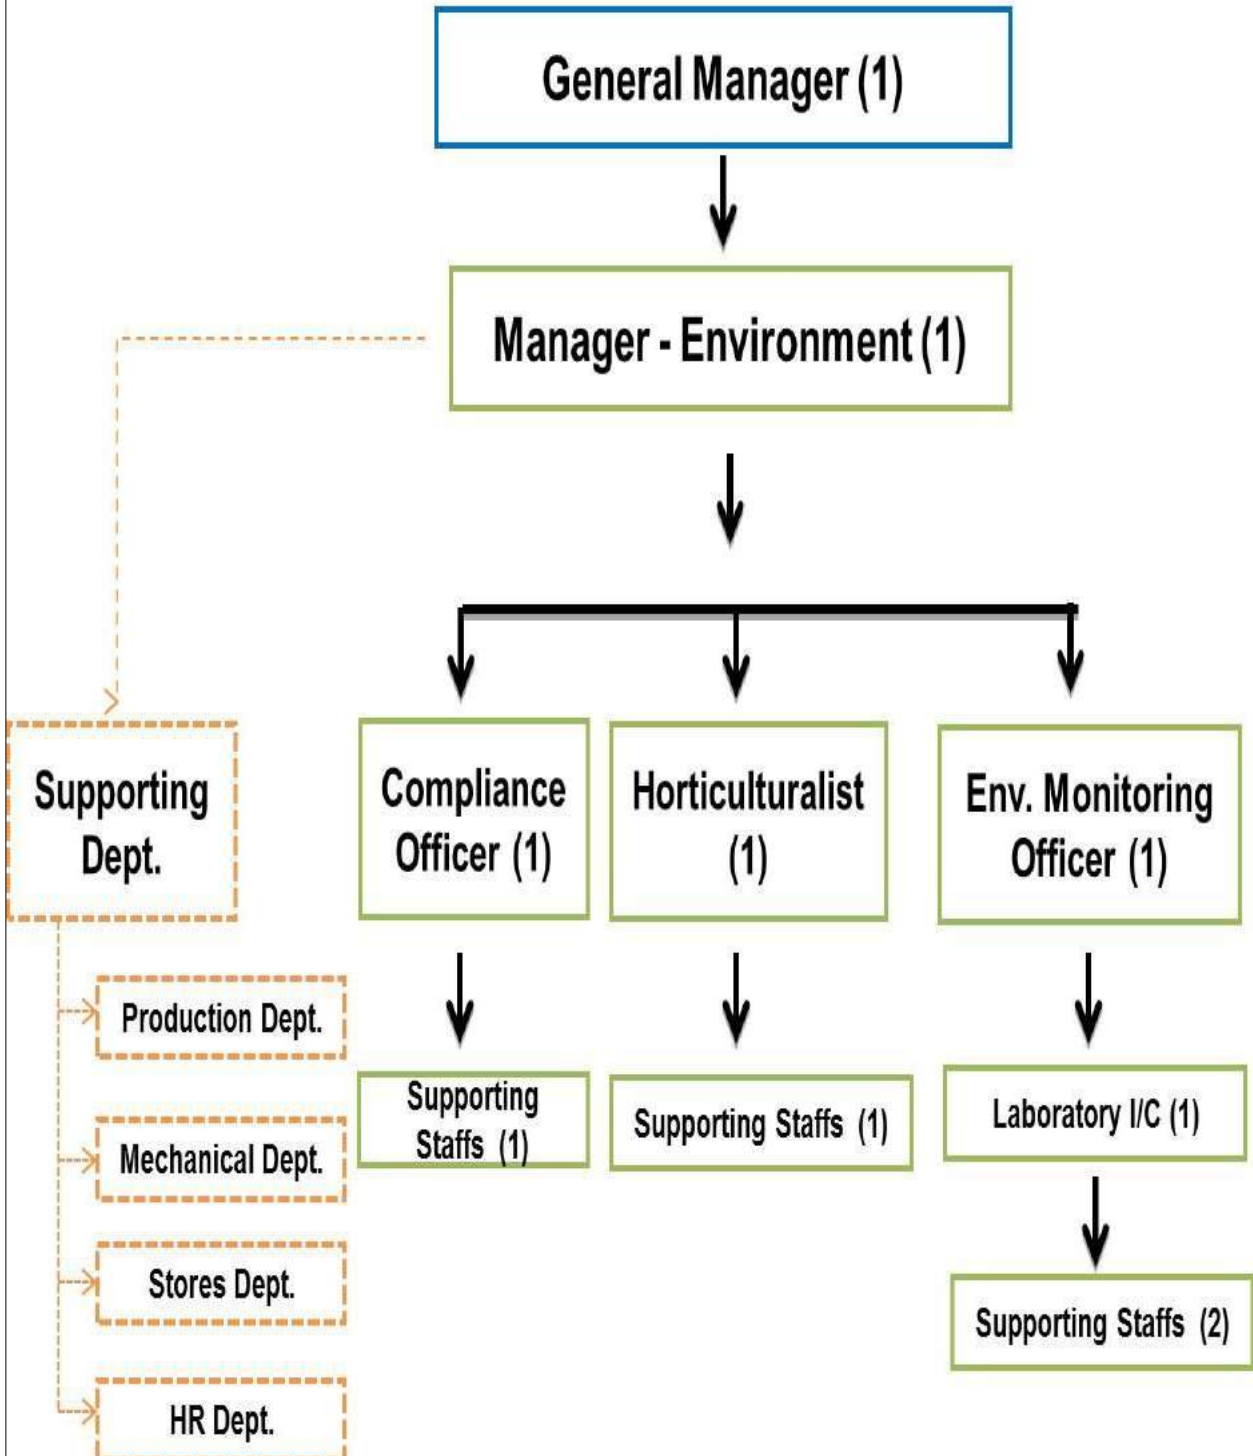 General Manager (1)
Manager - Environment (1)
Supporting
Dept.
Compliance
Officer (1)
Horticulturalist
(1)
Env. Monitoring
Officer (1)
Production Dept.
Mechanical Dept.
Stores Dept.
HR Dept.
Supporting
Staffs (1)
Supporting Staffs (1)
Laboratory I/C (1)
Supporting Staffs (2)